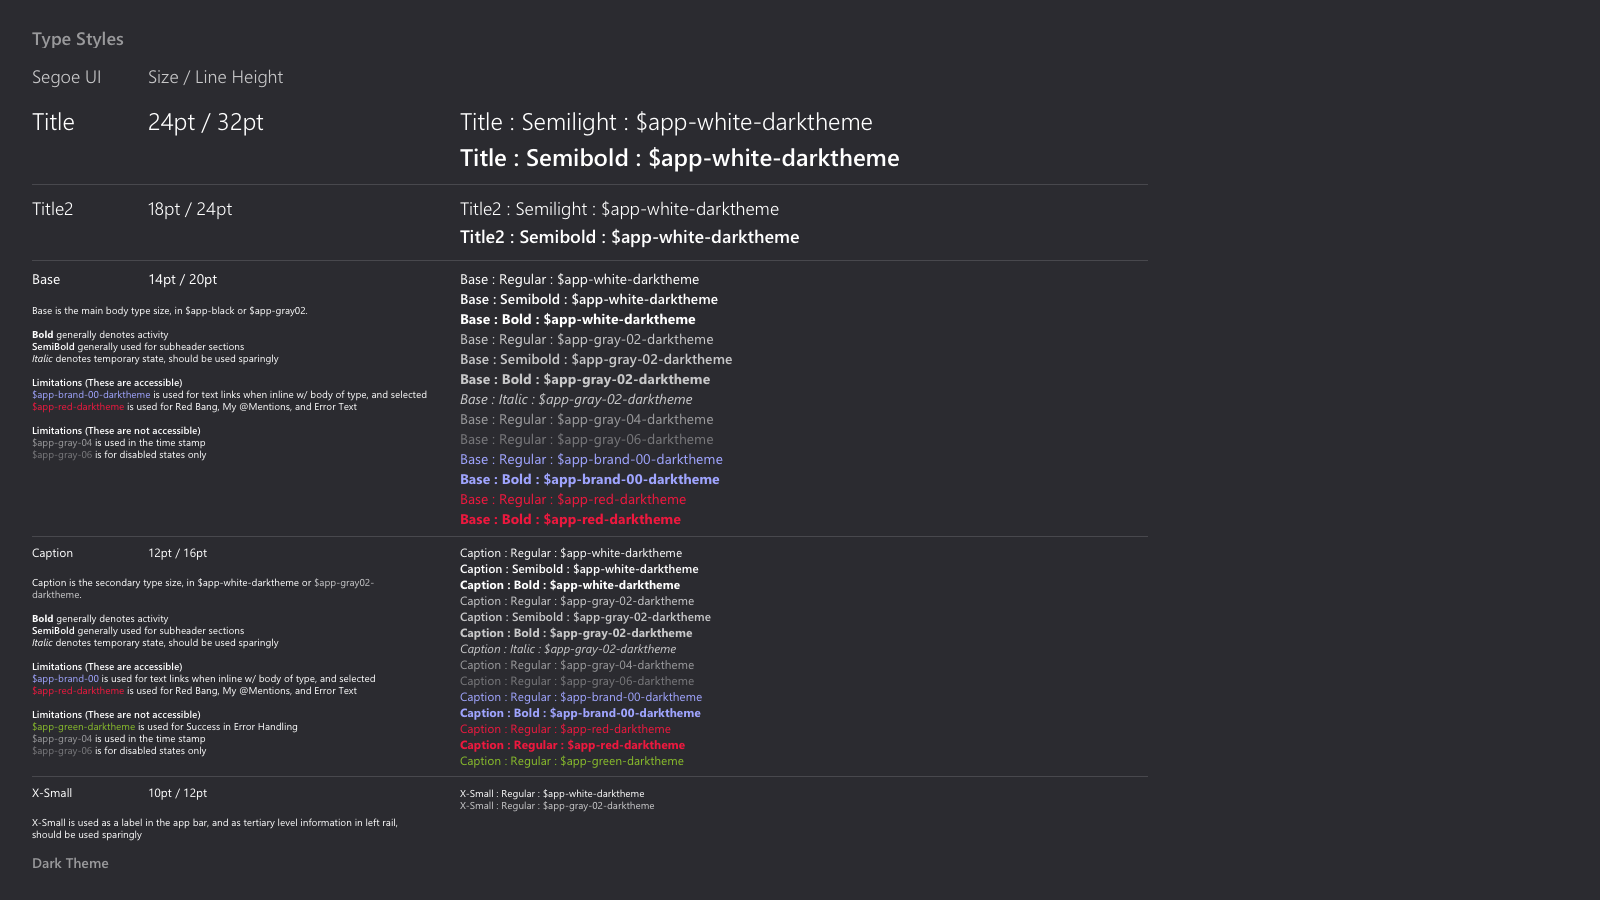 Type Styles
Segoe UI Size / Line Height
Title 24pt / 32pt Title : Semilight : $app-white-darktheme
Title : Semibold : $app-white-darktheme
Title2 18pt / 24pt Title2 : Semilight : $app-white-darktheme
Title2 : Semibold : $app-white-darktheme
Base 14pt / 20pt
Base is the main body type size, in $app-black or $app-gray02.
Bold generally denotes activity
SemiBold generally used for subheader sections
Italic denotes temporary state, should be used sparingly
Limitations (These are accessible)
$app-brand-00-darktheme is used for text links when inline w/ body of type, and selected
$app-red-darktheme is used for Red Bang, My @Mentions, and Error Text
Limitations (These are not accessible)
$app-gray-04 is used in the time stamp
$app-gray-06 is for disabled states only
Base : Regular : $app-white-darktheme
Base : Semibold : $app-white-darktheme
Base : Bold : $app-white-darktheme
Base : Regular : $app-gray-02-darktheme
Base : Semibold : $app-gray-02-darktheme
Base : Bold : $app-gray-02-darktheme
Base : Italic : $app-gray-02-darktheme
Base : Regular : $app-gray-04-darktheme
Base : Regular : $app-gray-06-darktheme
Base : Regular : $app-brand-00-darktheme
Base : Bold : $app-brand-00-darktheme
Base : Regular : $app-red-darktheme
Base : Bold : $app-red-darktheme
Caption 12pt / 16pt
Caption is the secondary type size, in $app-white-darktheme or $app-gray02-
darktheme.
Bold generally denotes activity
SemiBold generally used for subheader sections
Italic denotes temporary state, should be used sparingly
Limitations (These are accessible)
$app-brand-00 is used for text links when inline w/ body of type, and selected
$app-red-darktheme is used for Red Bang, My @Mentions, and Error Text
Limitations (These are not accessible)
$app-green-darktheme is used for Success in Error Handling
$app-gray-04 is used in the time stamp
$app-gray-06 is for disabled states only
Caption : Regular : $app-white-darktheme
Caption : Semibold : $app-white-darktheme
Caption : Bold : $app-white-darktheme
Caption : Regular : $app-gray-02-darktheme
Caption : Semibold : $app-gray-02-darktheme
Caption : Bold : $app-gray-02-darktheme
Caption : Italic : $app-gray-02-darktheme
Caption : Regular : $app-gray-04-darktheme
Caption : Regular : $app-gray-06-darktheme
Caption : Regular : $app-brand-00-darktheme
Caption : Bold : $app-brand-00-darktheme
Caption : Regular : $app-red-darktheme
Caption : Regular : $app-red-darktheme
Caption : Regular : $app-green-darktheme
X-Small 10pt / 12pt
X-Small is used as a label in the app bar, and as tertiary level information in left rail,
should be used sparingly
X-Small : Regular : $app-white-darktheme
X-Small : Regular : $app-gray-02-darktheme
Dark Theme